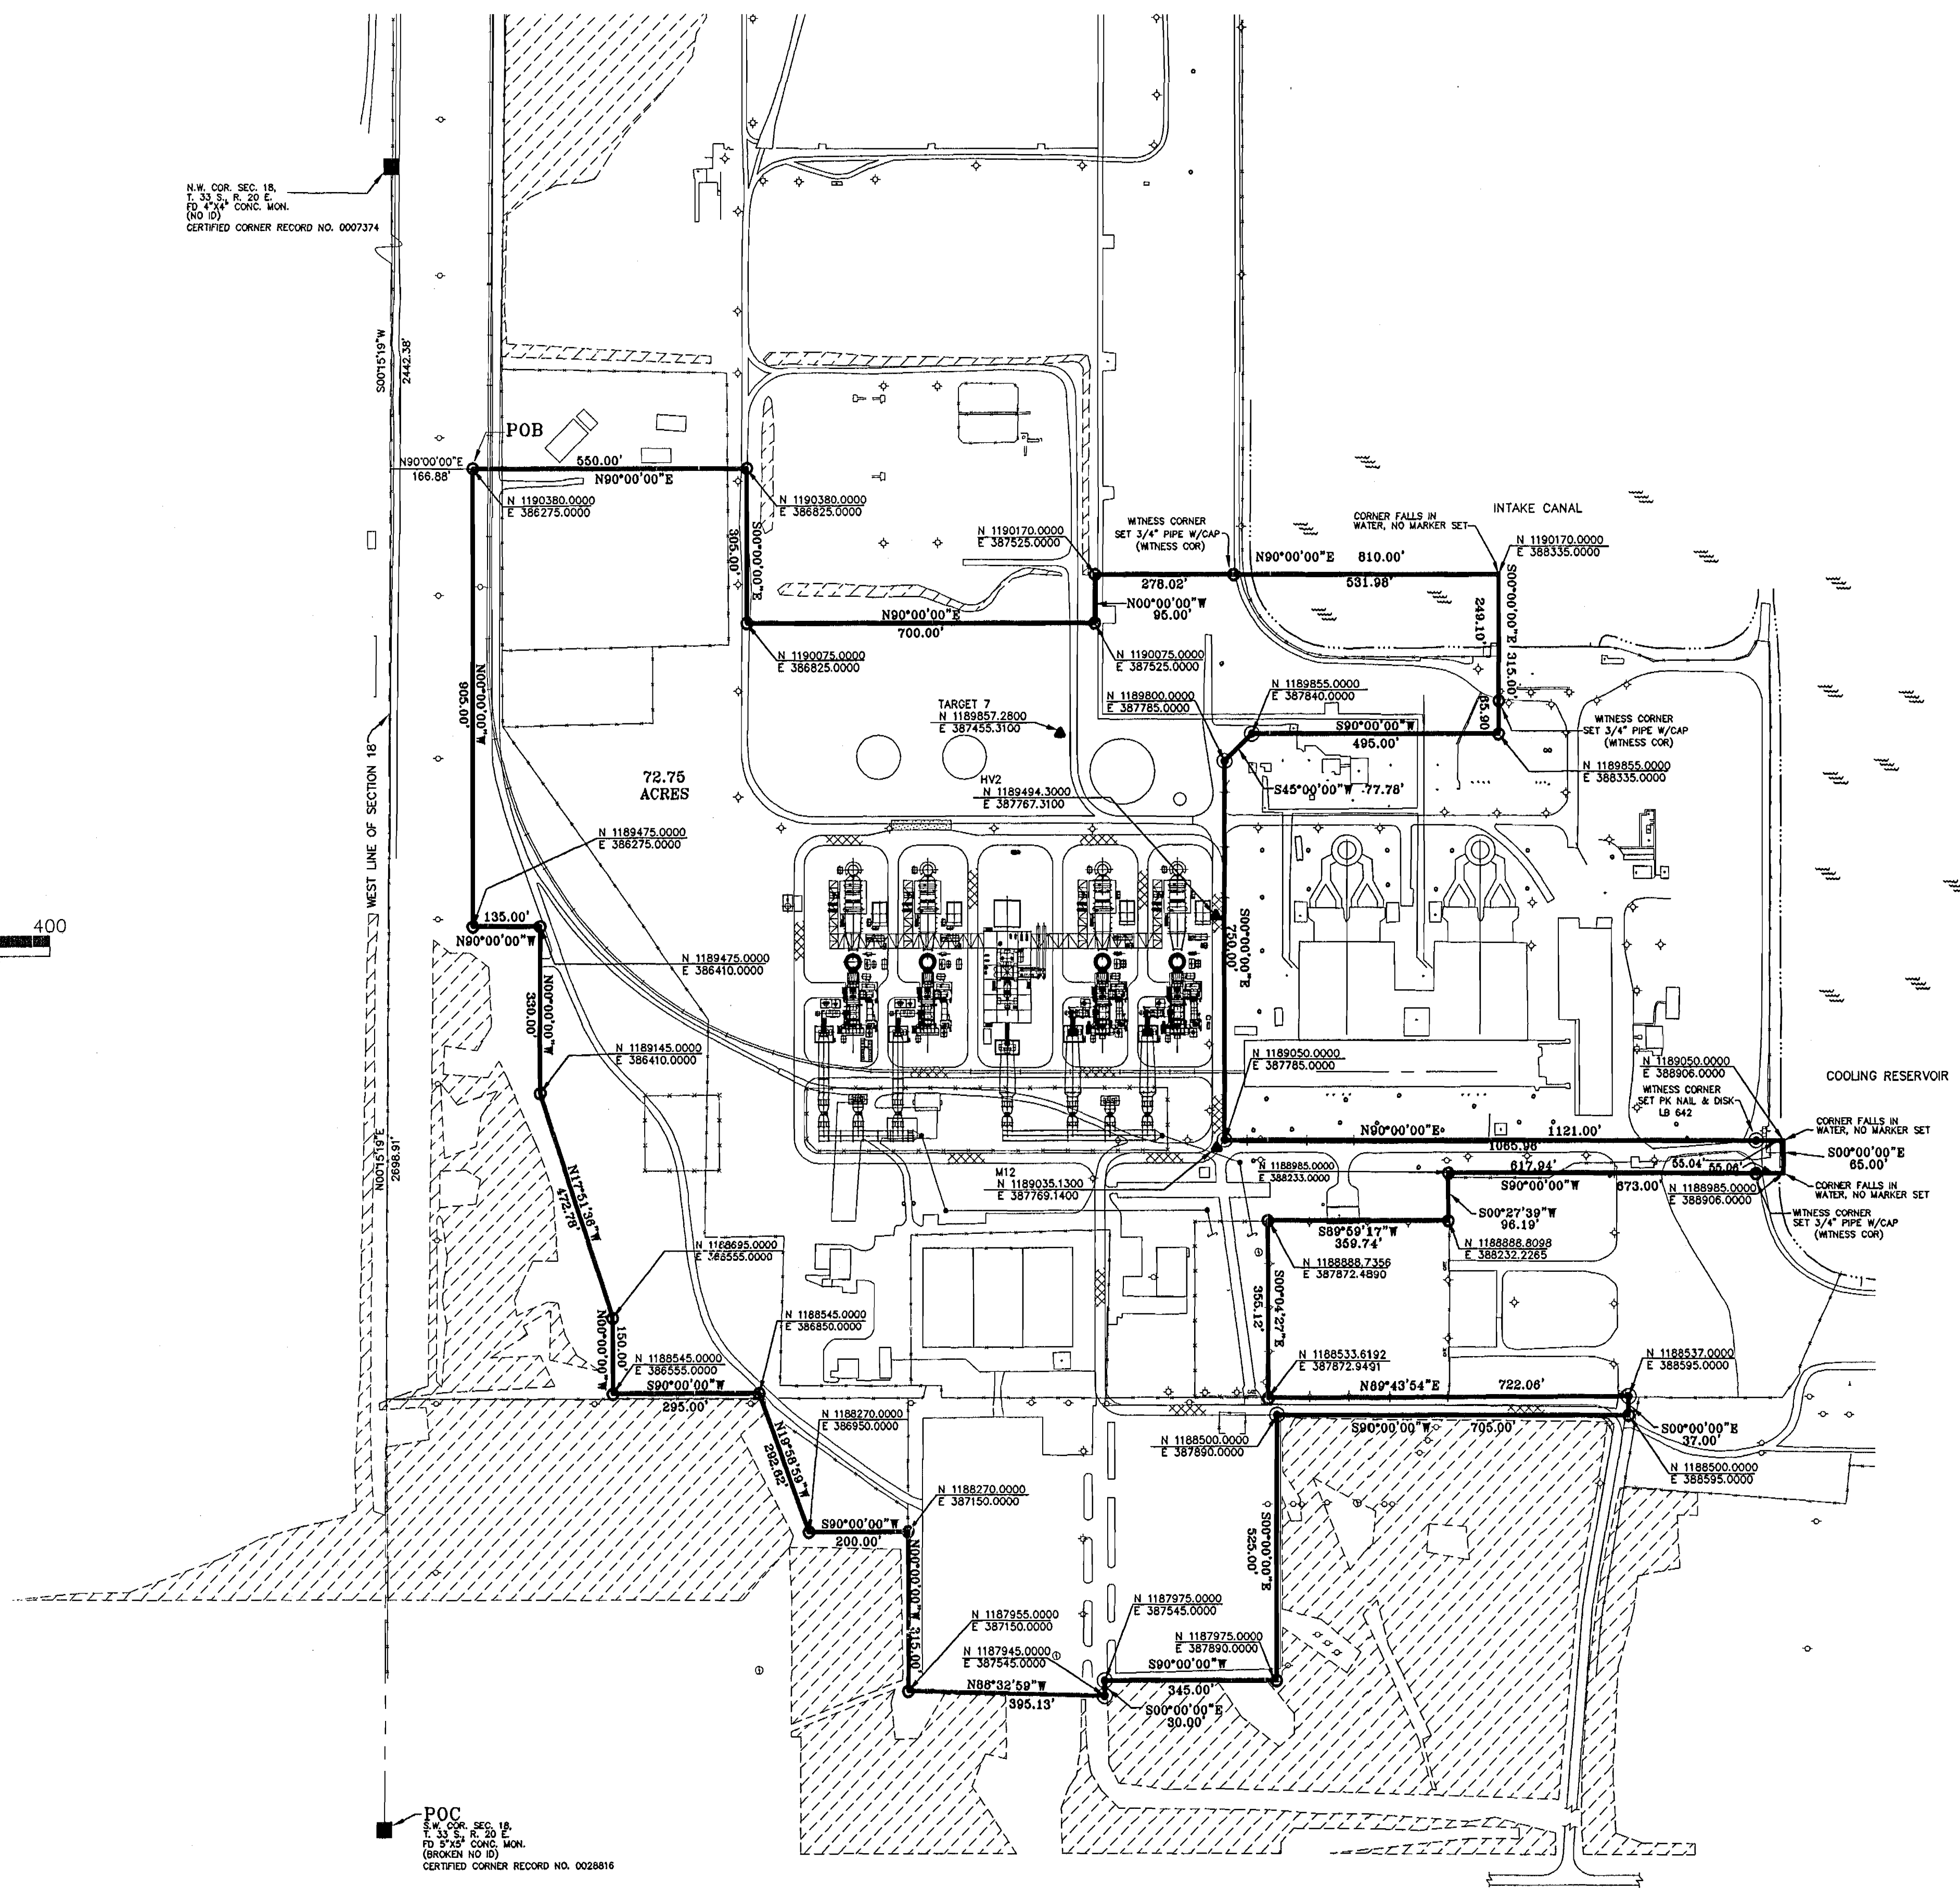 N.W. COR. SEC. 18,
T. 33 S., R. 20 E.
FD 4"X4" CONC. MON.
(NO ID)
CERTIFIED CORNER RECORD NO. 0007374
S00°15'19"W
2442.38'
POB
N90°00'00"E
166.88'
550.00'
N90°00'00"E
N 1190380.0000
E 386275.0000
N 1190380.0000
E 386825.0000
S00°00'00"E
305.00'
N 1190170.0000
E 387525.0000
WITNESS CORNER
SET 3/4" PIPE W/CAP
(WITNESS COR)
CORNER FALLS IN
WATER, NO MARKER SET
INTAKE CANAL
N 1190170.0000
E 388335.0000
N90°00'00"E 810.00'
278.02'
531.98'
N00°00'00"W
95.00'
N90°00'00"E
700.00'
S00°00'00"E 315.00'
249.10'
65.90
N 1190075.0000
E 386825.0000
N 1190075.0000
E 387525.0000
N 1189800.0000
E 387785.0000
N 1189855.0000
E 387840.0000
N00°00'00"W
905.00'
TARGET 7
N 1189857.2800
E 387455.3100
S90°00'00"W
495.00'
WITNESS CORNER
SET 3/4" PIPE W/CAP
(WITNESS COR)
N 1189855.0000
E 388335.0000
WEST LINE OF SECTION 18
72.75
ACRES
HV2
N 1189494.3000
E 387767.3100
S45°00'00"W 77.78'
N 1189475.0000
E 386275.0000
400
135.00'
N90°00'00"W
N 1189475.0000
E 386410.0000
S00°00'00"E
750.00'
N00°00'00"W
330.00'
N 1189145.0000
E 386410.0000
N 1189050.0000
E 387785.0000
N 1189050.0000
E 388906.0000
WITNESS CORNER
SET PK NAIL & DISK
LB 642
COOLING RESERVOIR
CORNER FALLS IN
WATER, NO MARKER SET
N90°00'00"E
1121.00'
1065.96'
S00°00'00"E
65.00'
N00°15'19"E
2698.91'
M12
N 1189035.1300
E 387769.1400
N 1188985.0000
E 388233.0000
617.94'
55.04'
55.06'
S90°00'00"W
673.00'
N 1188985.0000
E 388906.0000
CORNER FALLS IN
WATER, NO MARKER SET
N17°51'36"W
472.78'
S00°27'39"W
96.19'
WITNESS CORNER
SET 3/4" PIPE W/CAP
(WITNESS COR)
S89°59'17"W
359.74'
N 1188888.8098
E 388232.2265
N 1188695.0000
E 386555.0000
N 1188888.7356
E 387872.4890
S00°04'27"E
355.12'
N00°00'00"W
150.00'
N 1188545.0000
E 386850.0000
N 1188545.0000
E 386555.0000
S90°00'00"W
295.00'
N 1188533.6192
E 387872.9491
N 1188537.0000
E 388595.0000
N89°43'54"E
722.06'
N 1188270.0000
E 386950.0000
N19°58'59"W
292.62'
S90°00'00"W
705.00'
S00°00'00"E
37.00'
N 1188500.0000
E 387890.0000
N 1188500.0000
E 388595.0000
N 1188270.0000
E 387150.0000
S90°00'00"W
200.00'
S00°00'00"E
525.00'
N00°00'00"W 315.00'
N 1187955.0000
E 387150.0000
N 1187975.0000
E 387545.0000
N 1187945.0000
E 387545.0000
N 1187975.0000
E 387890.0000
S90°00'00"W
345.00'
N88°32'59"W
395.13'
S00°00'00"E
30.00'
POC
S.W. COR. SEC. 18,
T. 33 S., R. 20 E.
FD 5"X5" CONC. MON.
(BROKEN NO ID)
CERTIFIED CORNER RECORD NO. 0028816